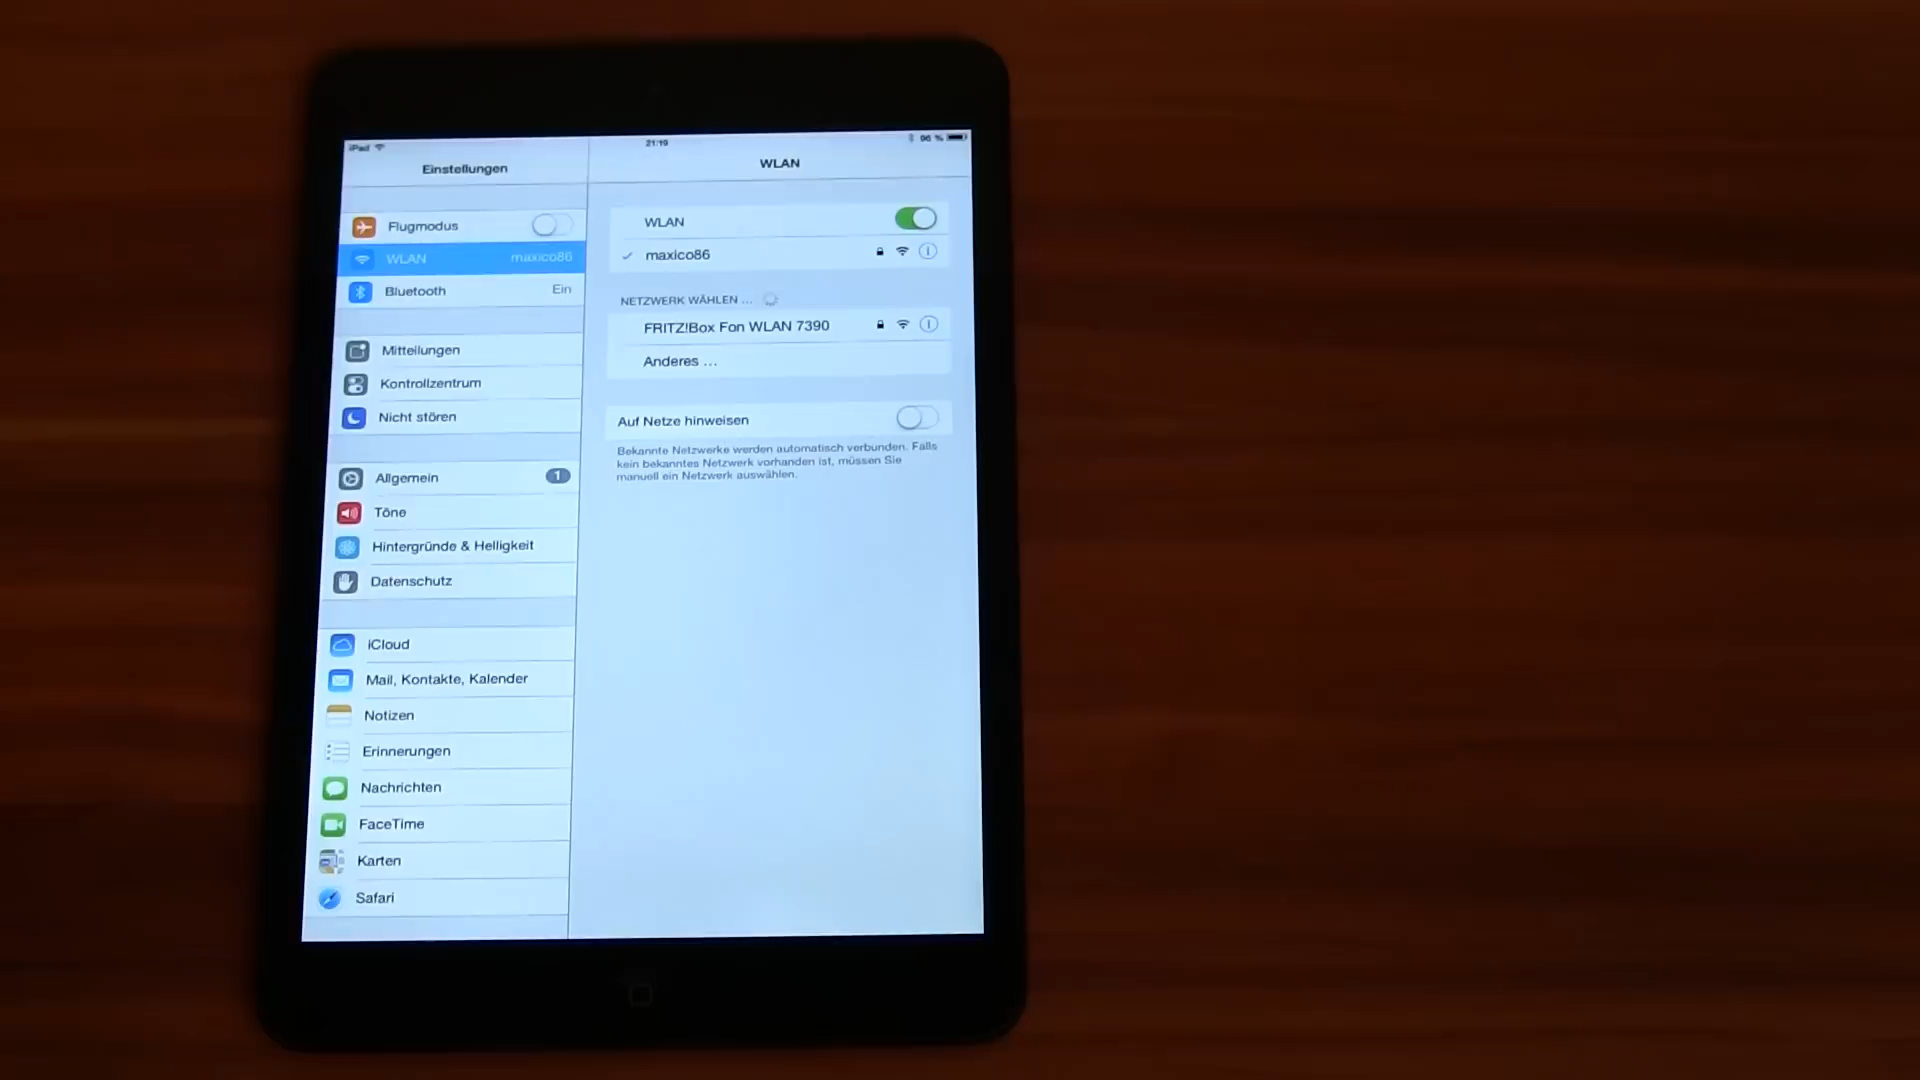 iPad
21:19
96 %
Einstellungen
WLAN
Flugmodus
WLAN maxico86
Bluetooth Ein
Mitteilungen
Kontrollzentrum
Nicht stören
Allgemein 1
Töne
Hintergründe & Helligkeit
Datenschutz
iCloud
Mail, Kontakte, Kalender
Notizen
Erinnerungen
Nachrichten
FaceTime
Karten
Safari
WLAN
maxico86
NETZWERK WÄHLEN ...
FRITZ!Box Fon WLAN 7390
Anderes ...
Auf Netze hinweisen
Bekannte Netzwerke werden automatisch verbunden. Falls
kein bekanntes Netzwerk vorhanden ist, müssen Sie
manuell ein Netzwerk auswählen.